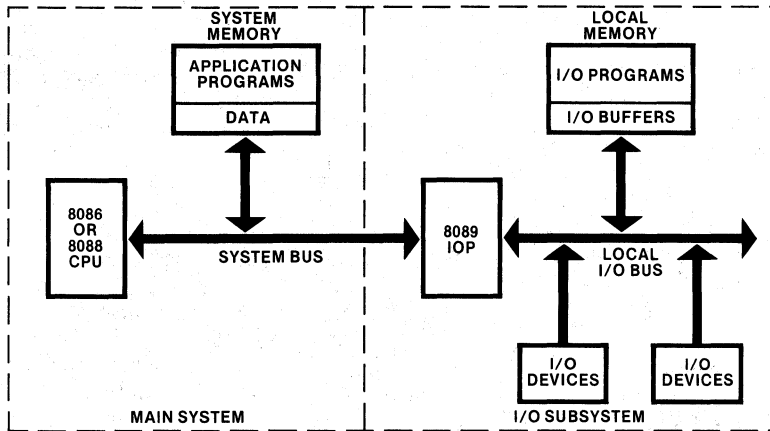 SYSTEM
MEMORY
APPLICATION
PROGRAMS
DATA
8086
OR
8088
CPU
SYSTEM BUS
MAIN SYSTEM
LOCAL
MEMORY
I/O PROGRAMS
I/O BUFFERS
8089
IOP
LOCAL
I/O BUS
I/O
DEVICES
I/O
DEVICES
I/O SUBSYSTEM